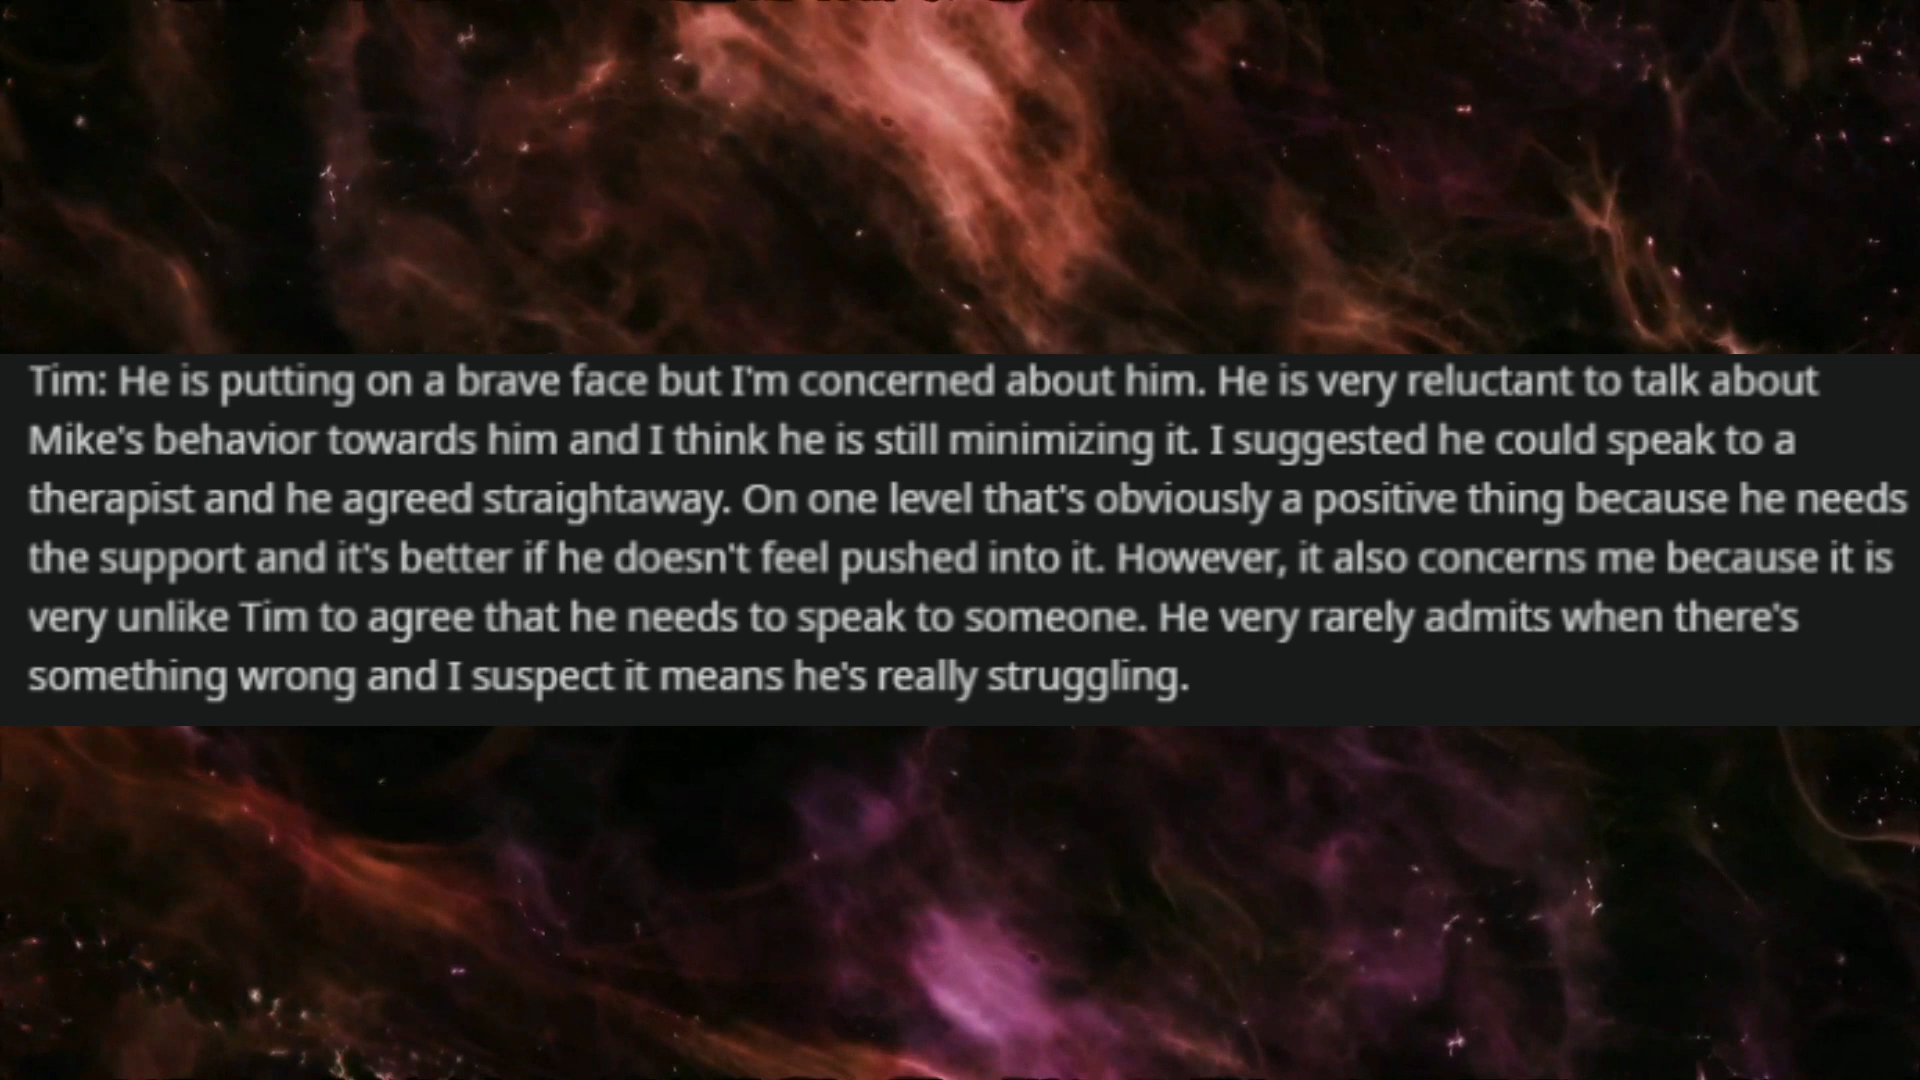 Tim: He is putting on a brave face but I'm concerned about him. He is very reluctant to talk about
Mike's behavior towards him and I think he is still minimizing it. I suggested he could speak to a
therapist and he agreed straightaway. On one level that's obviously a positive thing because he needs
the support and it's better if he doesn't feel pushed into it. However, it also concerns me because it is
very unlike Tim to agree that he needs to speak to someone. He very rarely admits when there's
something wrong and I suspect it means he's really struggling.